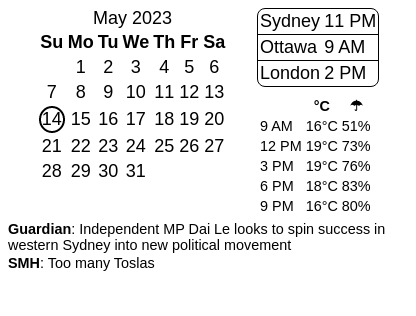 May 2023
Su Mo Tu We Th Fr Sa
1 2 3 4 5 6
7 8 9 10 11 12 13
14 15 16 17 18 19 20
21 22 23 24 25 26 27
28 29 30 31
Sydney 11 PM
Ottawa 9 AM
London 2 PM
°C ☂
9 AM 16°C 51%
12 PM 19°C 73%
3 PM 19°C 76%
6 PM 18°C 83%
9 PM 16°C 80%
Guardian: Independent MP Dai Le looks to spin success in
western Sydney into new political movement
SMH: Too many Toslas